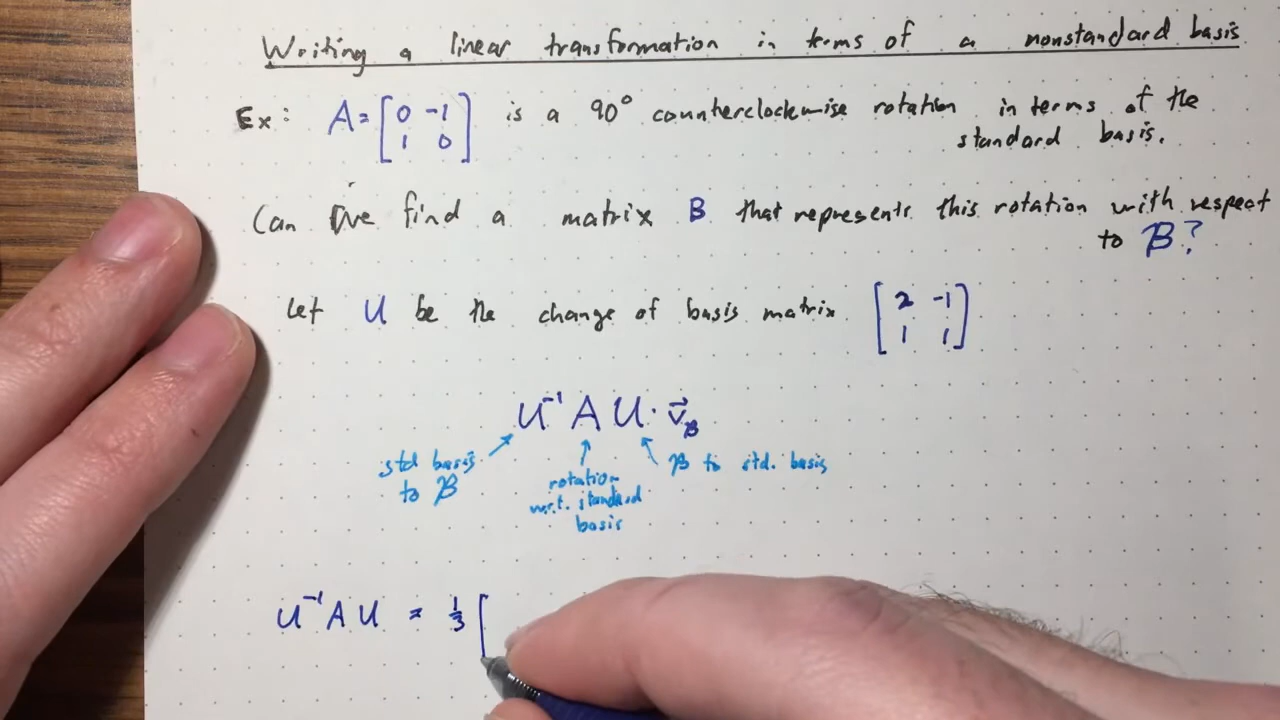 Writing a linear transformation in terms of a nonstandard basis
Ex: A = [0 -1
1 0] is a 90° counterclockwise rotation in terms of the
standard basis.
Can we find a matrix B that represents this rotation with respect
to ℬ?
Let U be the change of basis matrix [2 -1
1 1]
U⁻¹ A U · v⃗_ℬ
std basis
to ℬ
rotation
w.r.t. standard
basis
ℬ to std. basis
U⁻¹ A U = 1/3 [